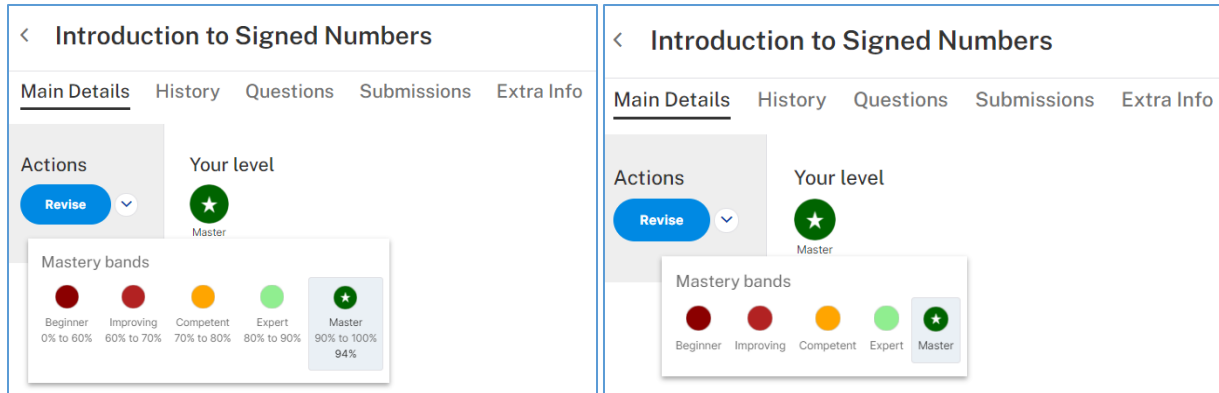 Introduction to Signed Numbers
Main Details History Questions Submissions Extra Info
Actions Your level
Revise
Master
Mastery bands
Beginner Improving Competent Expert Master
0% to 60% 60% to 70% 70% to 80% 80% to 90% 90% to 100%
94%
Introduction to Signed Numbers
Main Details History Questions Submissions Extra Info
Actions Your level
Revise
Master
Mastery bands
Beginner Improving Competent Expert Master